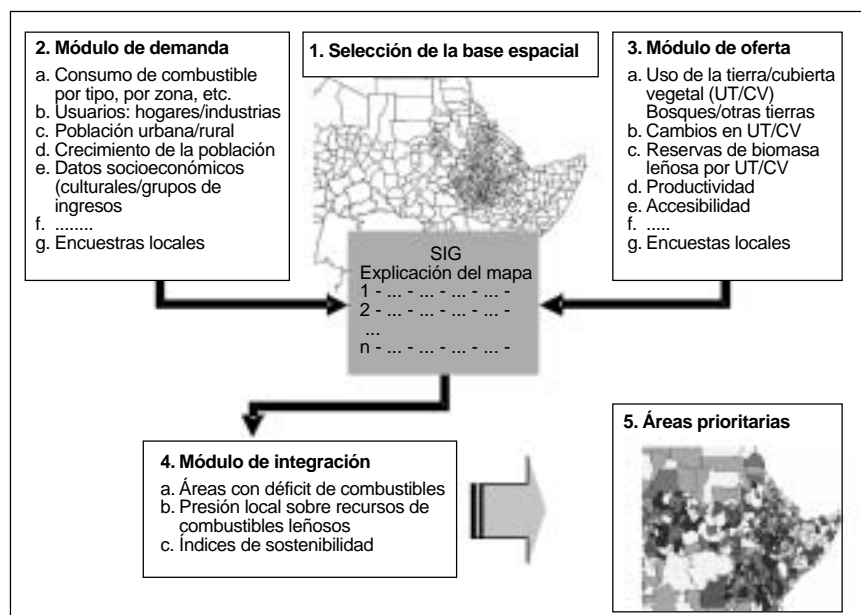 2. Módulo de demanda
a. Consumo de combustible
por tipo, por zona, etc.
b. Usuarios: hogares/industrias
c. Población urbana/rural
d. Crecimiento de la población
e. Datos socioeconómicos
(culturales/grupos de
ingresos
f. ........
g. Encuestras locales
1. Selección de la base espacial
3. Módulo de oferta
a. Uso de la tierra/cubierta
vegetal (UT/CV)
Bosques/otras tierras
b. Cambios en UT/CV
c. Reservas de biomasa
leñosa por UT/CV
d. Productividad
e. Accesibilidad
f. .....
g. Encuestas locales
SIG
Explicación del mapa
1 - ... - ... - ... - ... -
2 - ... - ... - ... - ... -
...
n - ... - ... - ... - ... -
4. Módulo de integración
a. Áreas con déficit de combustibles
b. Presión local sobre recursos de
combustibles leñosos
c. Índices de sostenibilidad
5. Áreas prioritarias